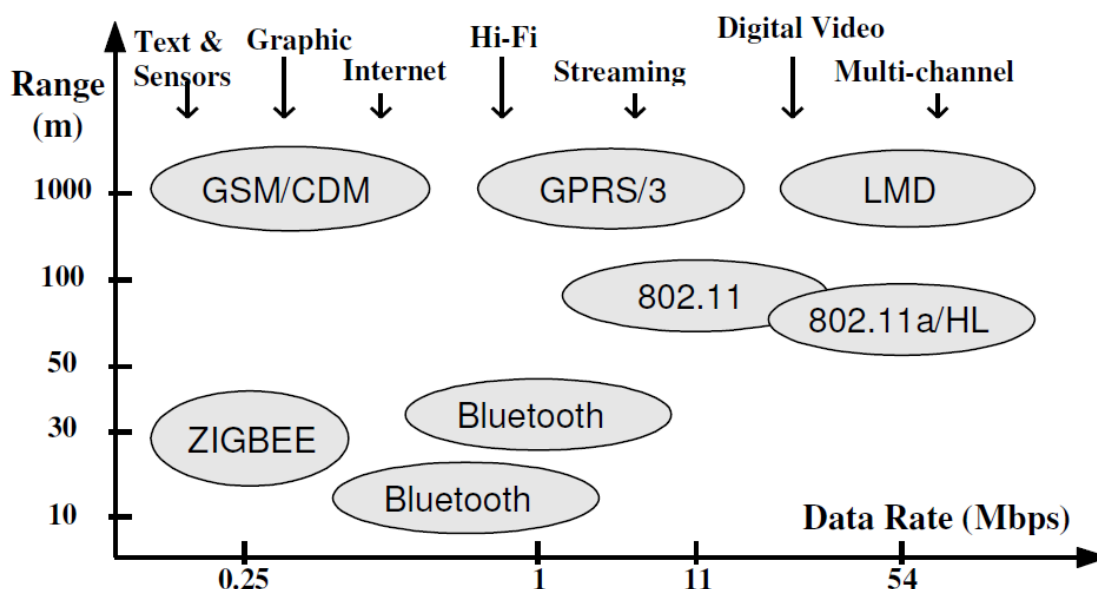 Text &
Sensors
Graphic
Internet
Hi-Fi
Streaming
Digital Video
Multi-channel
Range
(m)
1000
GSM/CDM
GPRS/3
LMD
100
802.11
802.11a/HL
50
30
ZIGBEE
Bluetooth
Bluetooth
10
Data Rate (Mbps)
0.25
1
11
54